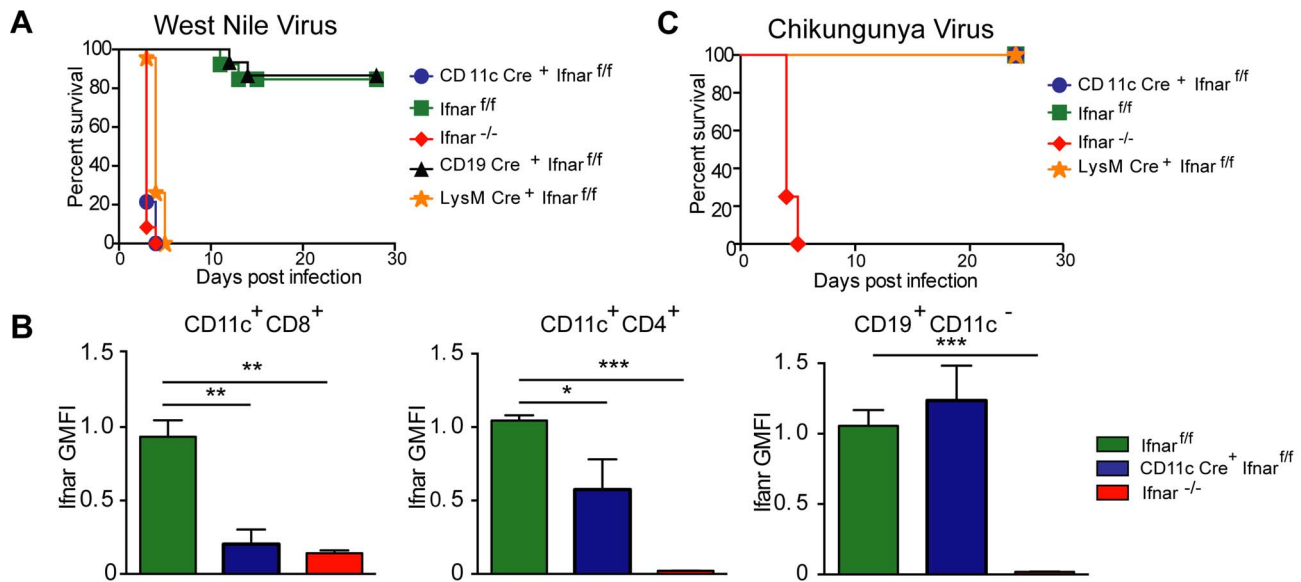 A
West Nile Virus
Percent survival
100
80
60
40
20
0
0 10 20 30
Days post infection
CD11c Cre + Ifnar f/f
Ifnar f/f
Ifnar -/-
CD19 Cre + Ifnar f/f
LysM Cre + Ifnar f/f
C
Chikungunya Virus
Percent survival
100
80
60
40
20
0
0 10 20 30
Days post infection
CD11c Cre + Ifnar f/f
Ifnar f/f
Ifnar -/-
LysM Cre + Ifnar f/f
B
CD11c+ CD8+
Ifnar GMFI
1.5
1.0
0.5
0
**
**
CD11c+ CD4+
Ifnar GMFI
1.5
1.0
0.5
0
***
*
CD19+ CD11c-
Ifanr GMFI
1.5
1.0
0.5
0
***
Ifnar f/f
CD11c Cre+ Ifnar f/f
Ifnar -/-